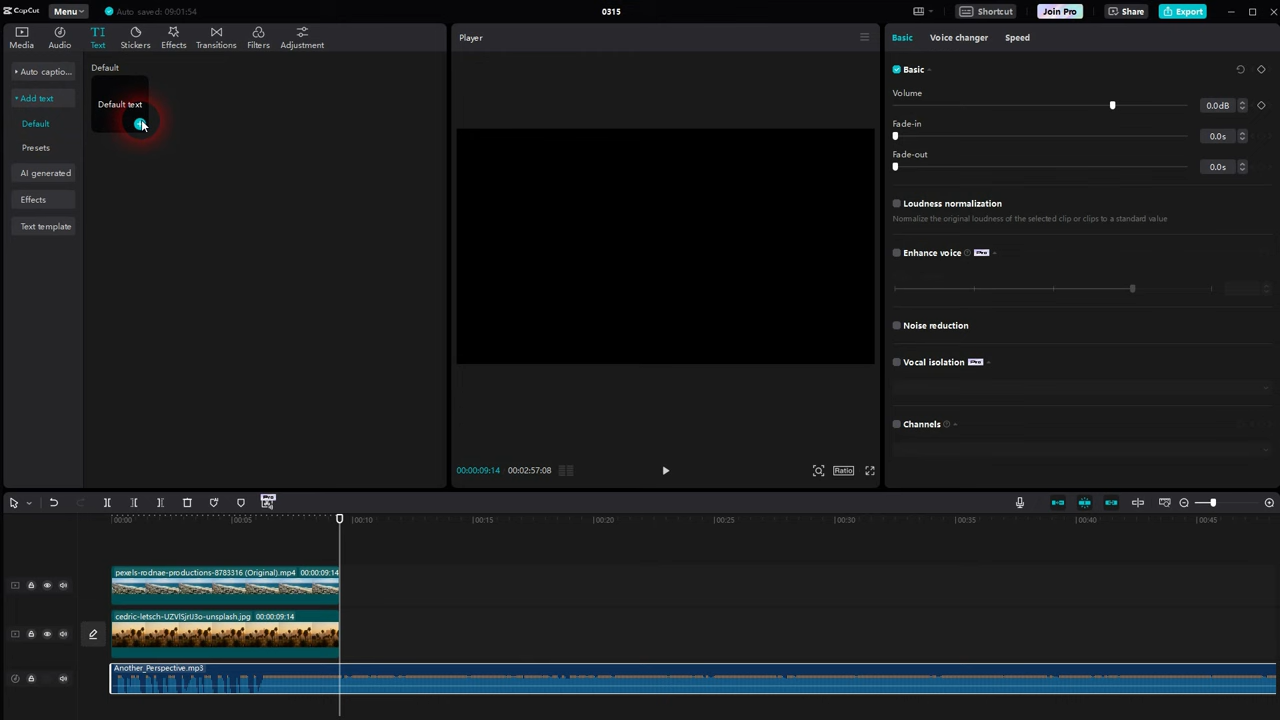 CapCut
Menu
Auto saved: 09:01:54
0315
Shortcut
Join Pro
Share
Export
Media
Audio
TI
Text
Stickers
Effects
Transitions
Filters
Adjustment
Player
Basic
Voice changer
Speed
Auto captio...
Add text
Default
Presets
AI generated
Effects
Text template
Default
Default text
Basic
Volume
0.0dB
Fade-in
0.0s
Fade-out
0.0s
Loudness normalization
Normalize the original loudness of the selected clip or clips to a standard value
Enhance voice
Pro
Noise reduction
Vocal isolation
Pro
Channels
00:00:09:14
00:02:57:08
Ratio
Pro
00:00
00:05
00:10
00:15
00:20
00:25
00:30
00:35
00:40
00:45
pexels-rodnae-productions-8783316 (Original).mp4 00:00:09:14
cedric-letsch-UZVlSjrIJ3o-unsplash.jpg 00:00:09:14
Another_Perspective.mp3